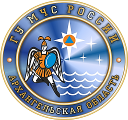 ГУ МЧС РОССИИ
АРХАНГЕЛЬСКАЯ ОБЛАСТЬ